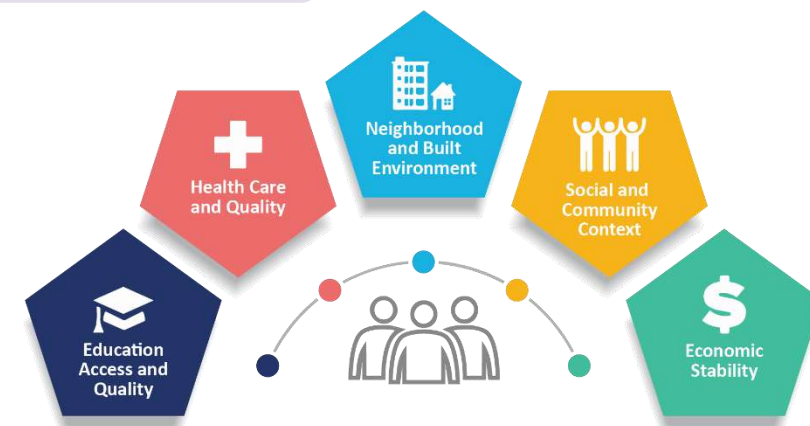 Neighborhood
and Built
Environment
Health Care
and Quality
Social and
Community
Context
Education
Access and
Quality
$
Economic
Stability